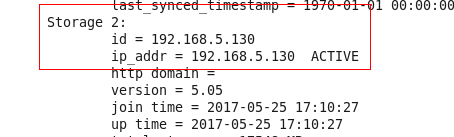 last_synced_timestamp = 1970-01-01 00:00:00
Storage 2:
id = 192.168.5.130
ip_addr = 192.168.5.130  ACTIVE
http domain =
version = 5.05
join time = 2017-05-25 17:10:27
up time = 2017-05-25 17:10:27